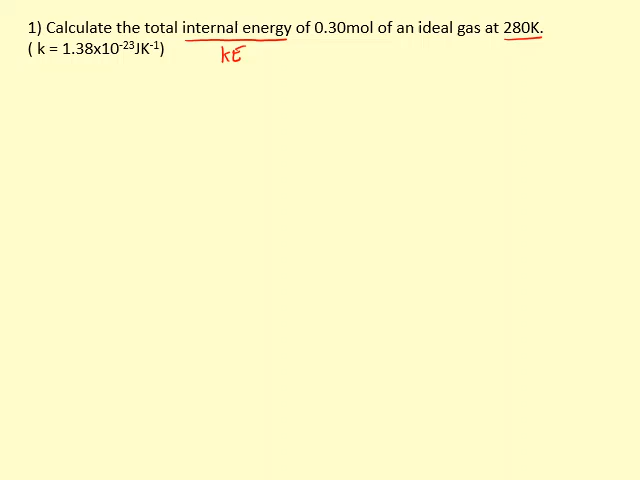 1) Calculate the total internal energy of 0.30mol of an ideal gas at 280K.
( k = 1.38x10⁻²³JK⁻¹)
KE